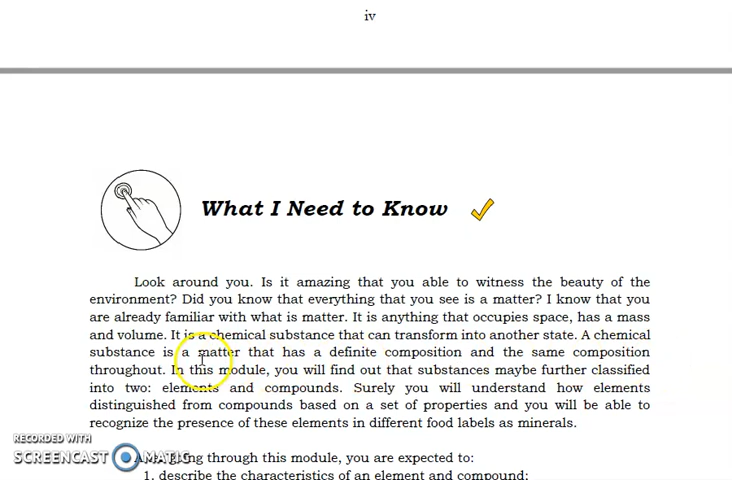 iv
What I Need to Know
Look around you. Is it amazing that you able to witness the beauty of the
environment? Did you know that everything that you see is a matter? I know that you
are already familiar with what is matter. It is anything that occupies space, has a mass
and volume. It is a chemical substance that can transform into another state. A chemical
substance is a matter that has a definite composition and the same composition
throughout. In this module, you will find out that substances maybe further classified
into two: elements and compounds. Surely you will understand how elements
distinguished from compounds based on a set of properties and you will be able to
recognize the presence of these elements in different food labels as minerals.
RECORDED WITH
SCREENCAST MATIC
going through this module, you are expected to:
1. describe the characteristics of an element and compound;